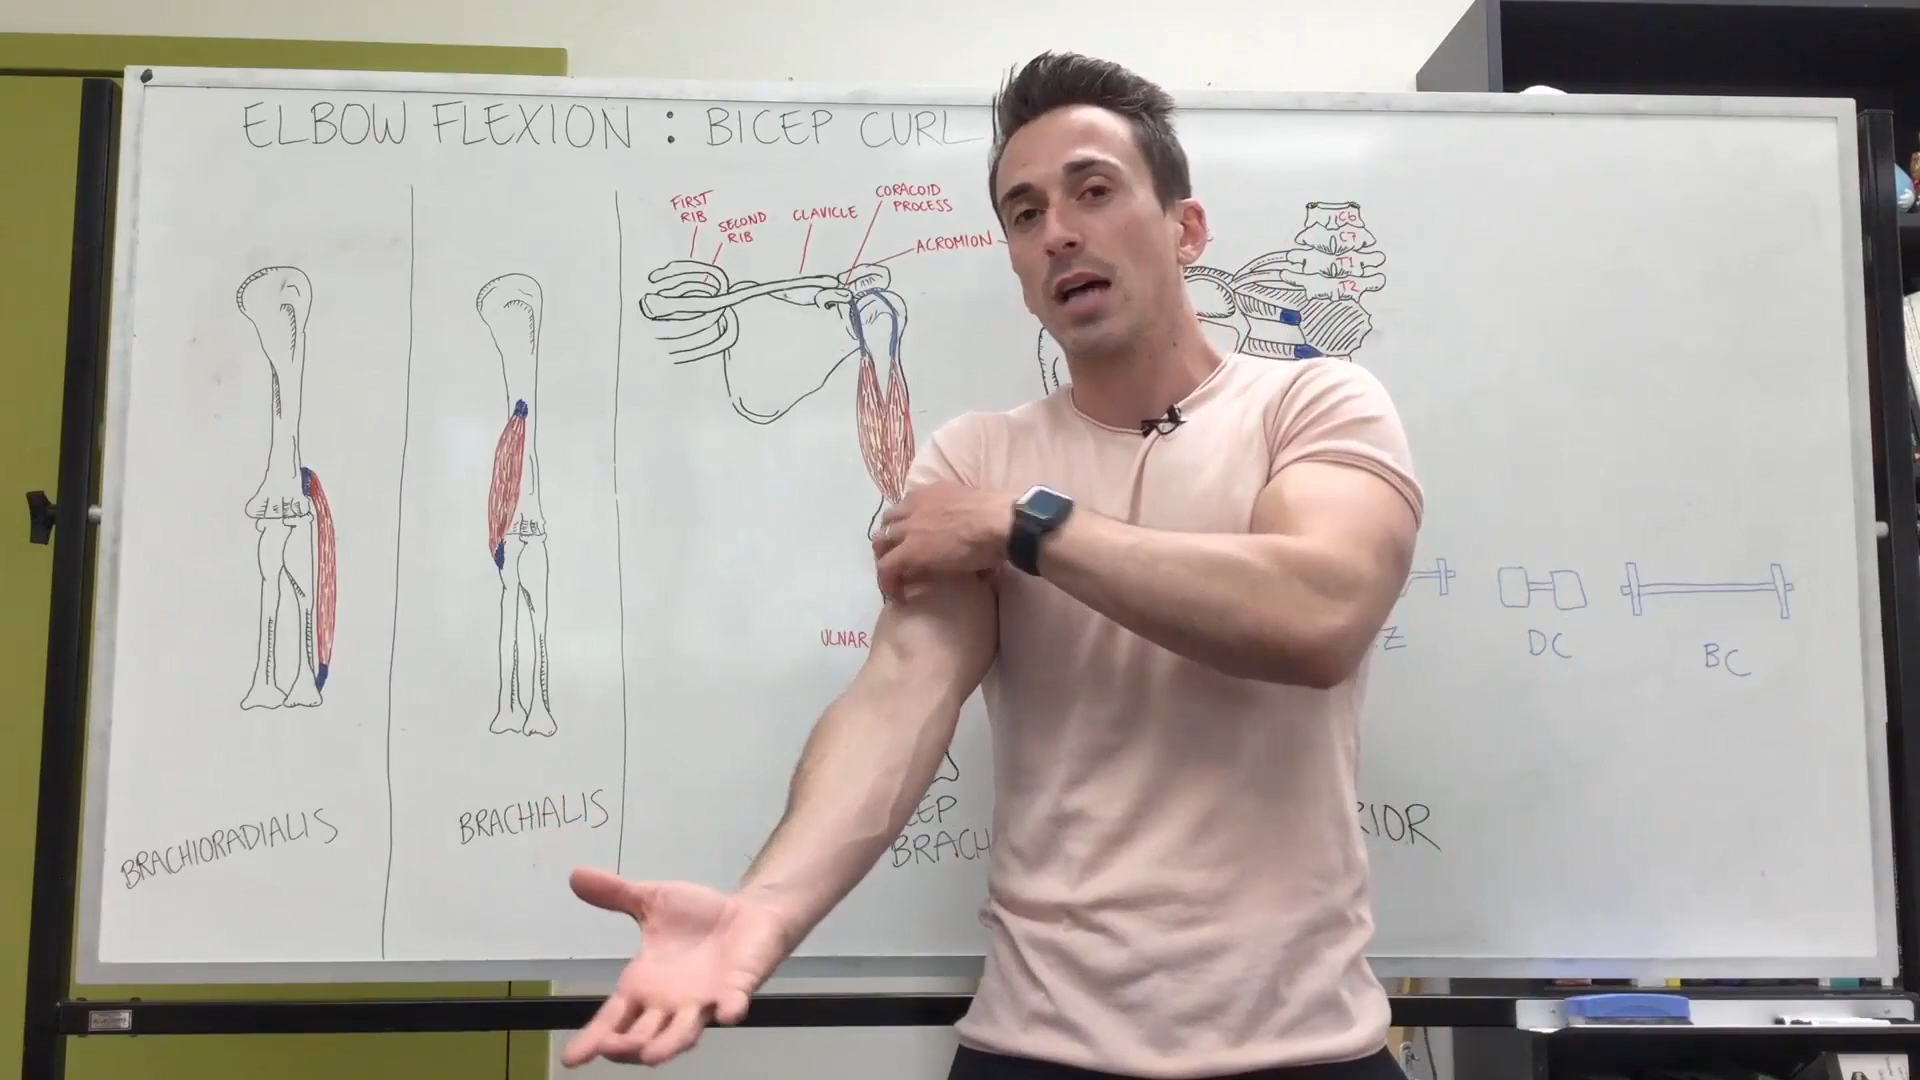 ELBOW FLEXION : BICEP CURL
FIRST
RIB
SECOND
RIB
CLAVICLE
CORACOID
PROCESS
ACROMION
C6
C7
T1
T2
ULNAR
Z
DC
BC
BRACHIORADIALIS
BRACHIALIS
CEP
BRACH
RIOR